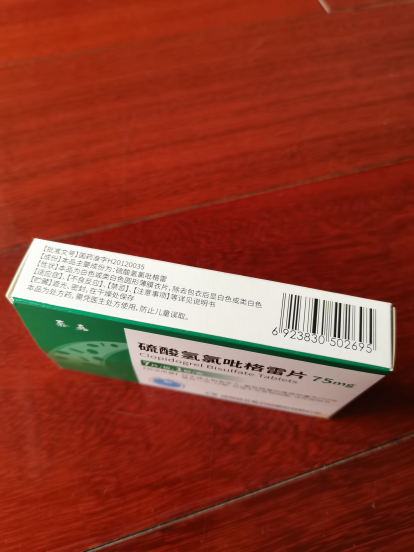 【批准文号】国药准字H20120035
【成份】本品主要成份为:硫酸氢氯吡格雷
【性状】本品为白色或类白色圆形薄膜衣片,除去包衣后显白色或类白色
【适应症】、【不良反应】、【禁忌】、【注意事项】等详见说明书
【贮藏】遮光、密封,在干燥处保存
本品为处方药,需凭医生处方使用,防止儿童误取。
6 923830 502695
硫酸氢氯吡格雷片 75mg
Clopidogrel Bisulfate Tablets